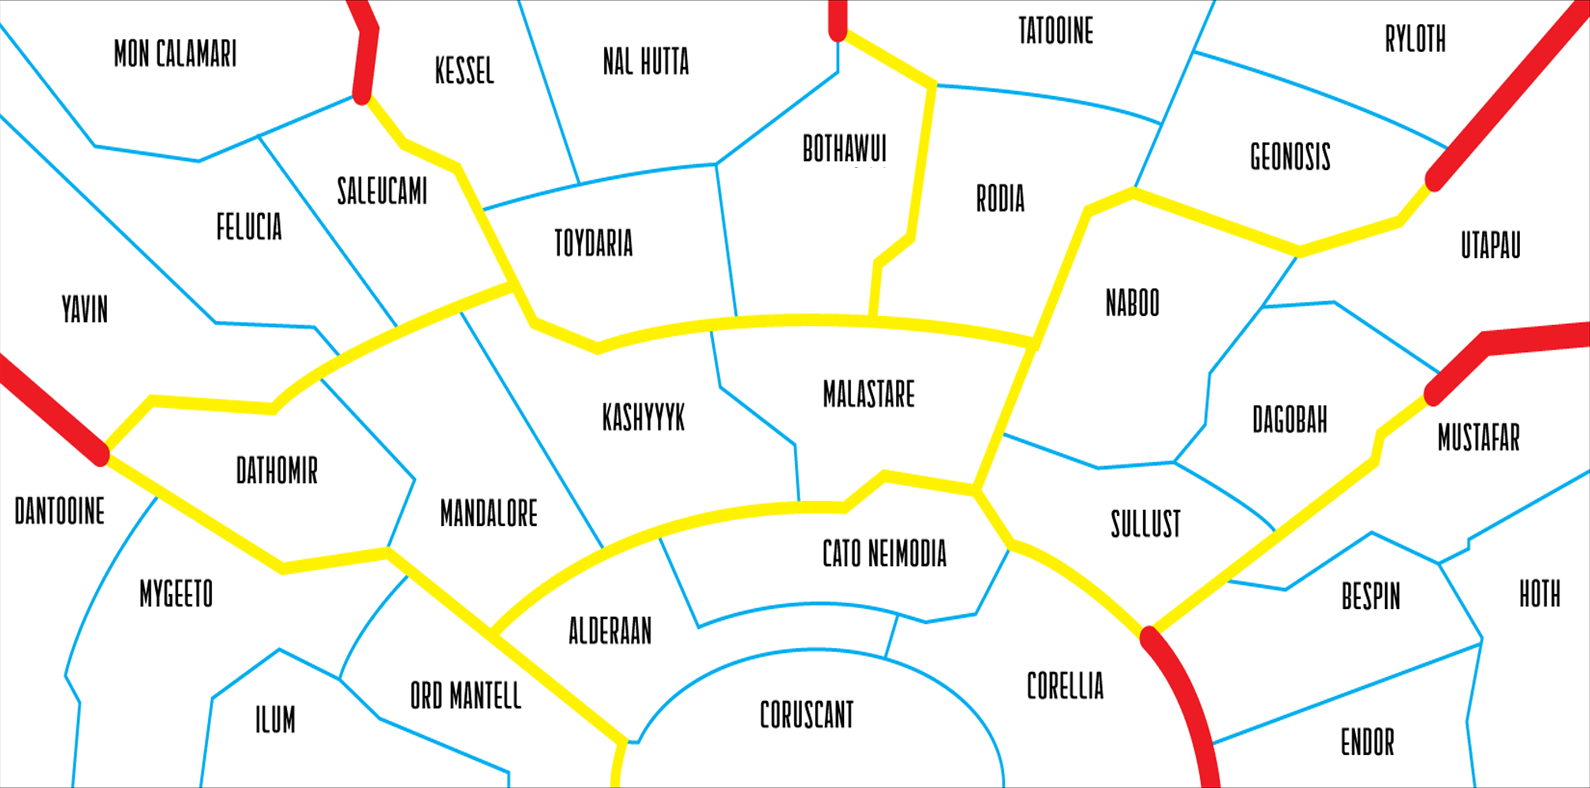 TATOOINE
RYLOTH
MON CALAMARI
NAL HUTTA
KESSEL
BOTHAWUI
GEONOSIS
SALEUCAMI
RODIA
FELUCIA
TOYDARIA
UTAPAU
NABOO
YAVIN
MALASTARE
KASHYYYK
DAGOBAH
MUSTAFAR
DATHOMIR
DANTOOINE
MANDALORE
SULLUST
CATO NEIMODIA
MYGEETO
HOTH
BESPIN
ALDERAAN
CORELLIA
ORD MANTELL
CORUSCANT
ILUM
ENDOR